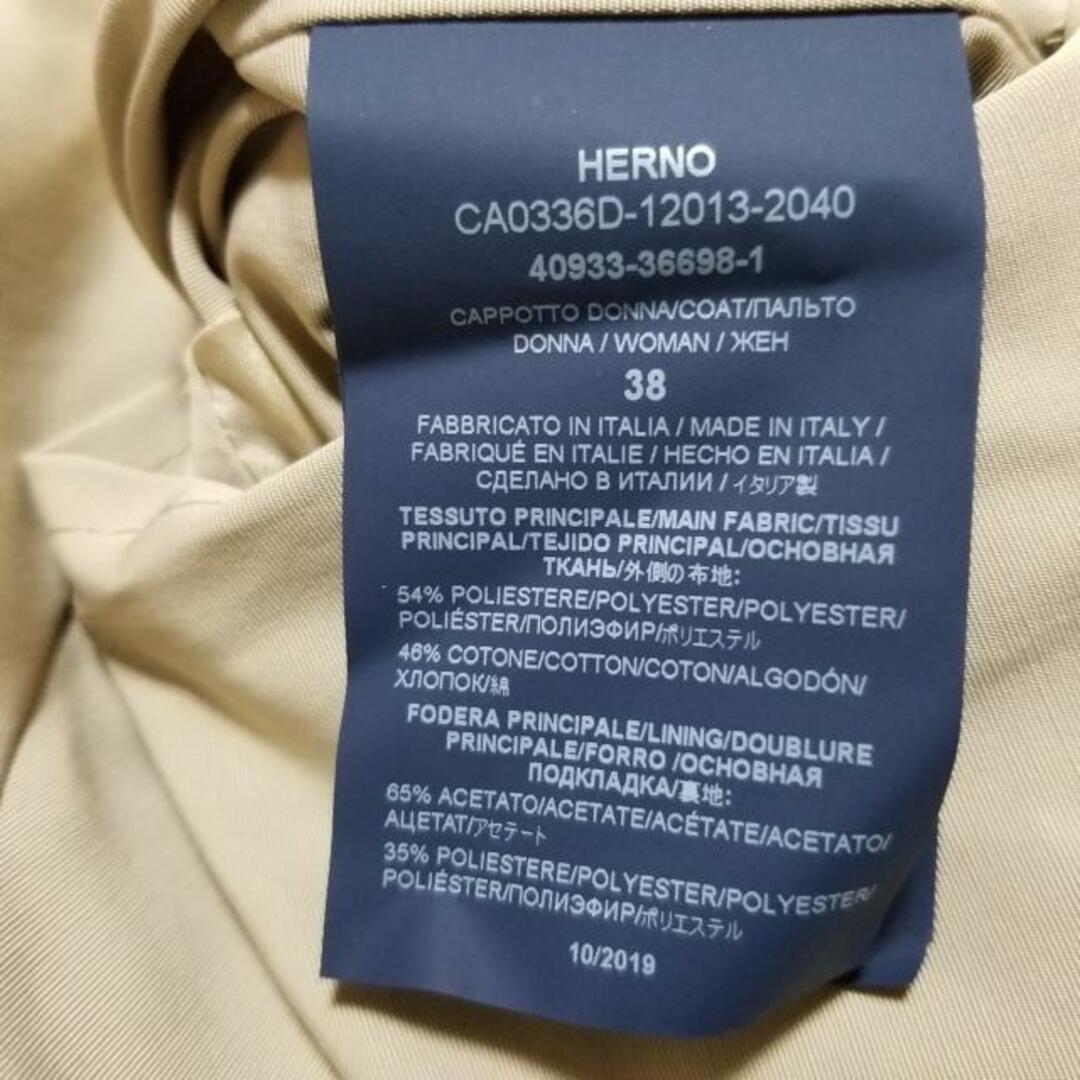 HERNO
CA0336D-12013-2040
40933-36698-1
CAPPOTTO DONNA/COAT/ПАЛЬТО
DONNA / WOMAN / ЖЕН
38
FABBRICATO IN ITALIA / MADE IN ITALY /
FABRIQUÉ EN ITALIE / HECHO EN ITALIA /
СДЕЛАНО В ИТАЛИИ / イタリア製
TESSUTO PRINCIPALE/MAIN FABRIC/TISSU
PRINCIPAL/TEJIDO PRINCIPAL/ОСНОВНАЯ
ТКАНЬ/外側の布地:
54% POLIESTERE/POLYESTER/POLYESTER/
POLIÉSTER/ПОЛИЭФИР/ポリエステル
46% COTONE/COTTON/COTON/ALGODÓN/
ХЛОПОК/綿
FODERA PRINCIPALE/LINING/DOUBLURE
PRINCIPALE/FORRO /ОСНОВНАЯ
ПОДКЛАДКА/裏地:
65% ACETATO/ACETATE/ACÉTATE/ACETATO/
АЦЕТАТ/アセテート
35% POLIESTERE/POLYESTER/POLYESTER/
POLIÉSTER/ПОЛИЭФИР/ポリエステル
10/2019